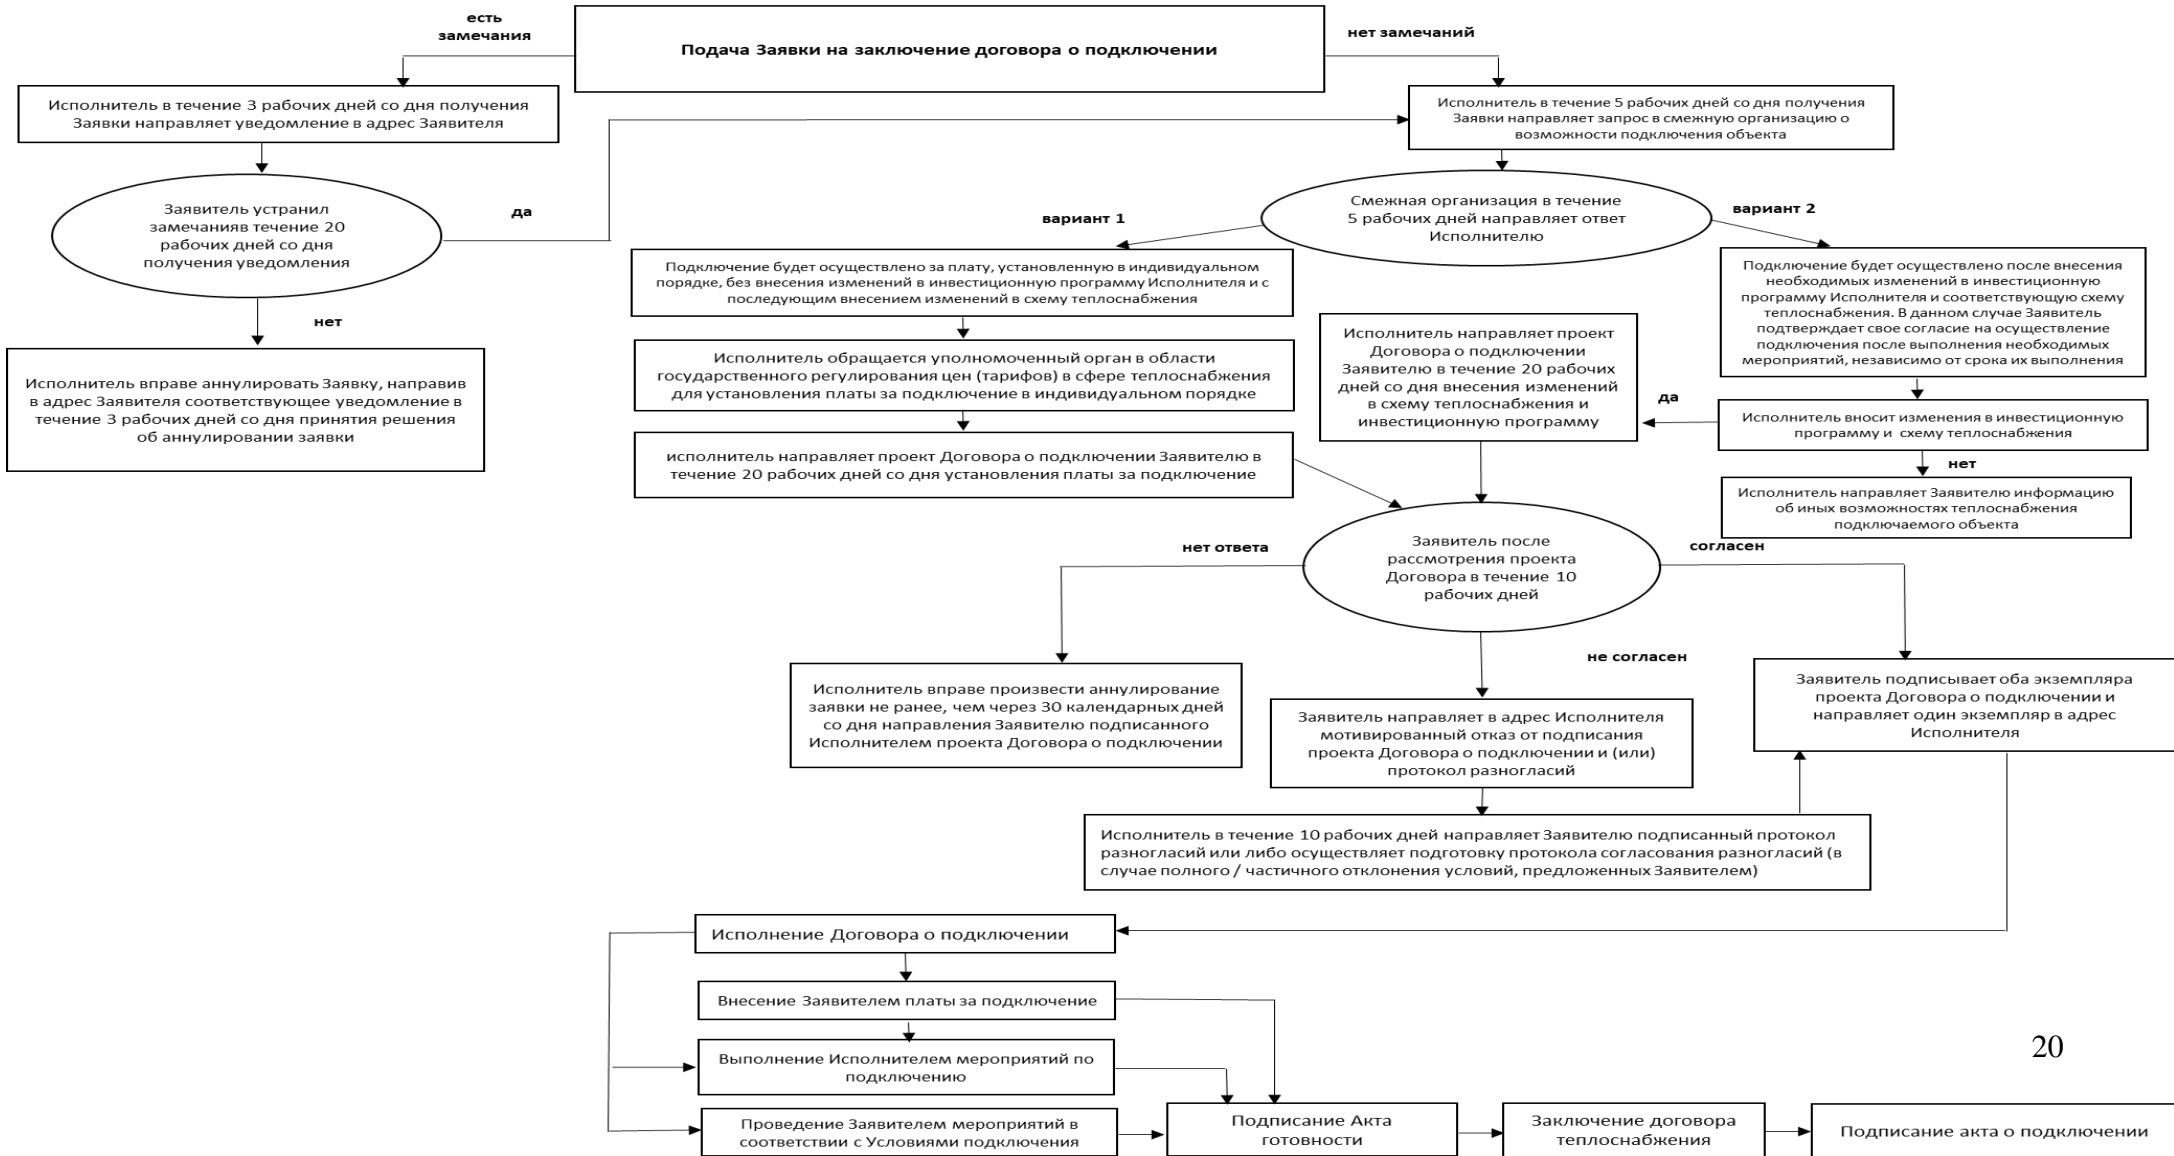 есть
замечания
Подача Заявки на заключение договора о подключении
нет замечаний
Исполнитель в течение 3 рабочих дней со дня получения
Заявки направляет уведомление в адрес Заявителя
Исполнитель в течение 5 рабочих дней со дня получения
Заявки направляет запрос в смежную организацию о
возможности подключения объекта
Заявитель устранил
замечанияв течение 20
рабочих дней со дня
получения уведомления
да
нет
Исполнитель вправе аннулировать Заявку, направив
в адрес Заявителя соответствующее уведомление в
течение 3 рабочих дней со дня принятия решения
об аннулировании заявки
Смежная организация в течение
5 рабочих дней направляет ответ
Исполнителю
вариант 1
вариант 2
Подключение будет осуществлено за плату, установленную в индивидуальном
порядке, без внесения изменений в инвестиционную программу Исполнителя и с
последующим внесением изменений в схему теплоснабжения
Исполнитель обращается уполномоченный орган в области
государственного регулирования цен (тарифов) в сфере теплоснабжения
для установления платы за подключение в индивидуальном порядке
исполнитель направляет проект Договора о подключении Заявителю в
течение 20 рабочих дней со дня установления платы за подключение
Исполнитель направляет проект
Договора о подключении
Заявителю в течение 20 рабочих
дней со дня внесения изменений
в схему теплоснабжения и
инвестиционную программу
Подключение будет осуществлено после внесения
необходимых изменений в инвестиционную
программу Исполнителя и соответствующую схему
теплоснабжения. В данном случае Заявитель
подтверждает свое согласие на осуществление
подключения после выполнения необходимых
мероприятий, независимо от срока их выполнения
да
Исполнитель вносит изменения в инвестиционную
программу и схему теплоснабжения
нет
Исполнитель направляет Заявителю информацию
об иных возможностях теплоснабжения
подключаемого объекта
Заявитель после
рассмотрения проекта
Договора в течение 10
рабочих дней
нет ответа
согласен
не согласен
Исполнитель вправе произвести аннулирование
заявки не ранее, чем через 30 календарных дней
со дня направления Заявителю подписанного
Исполнителем проекта Договора о подключении
Заявитель направляет в адрес Исполнителя
мотивированный отказ от подписания
проекта Договора о подключении и (или)
протокол разногласий
Заявитель подписывает оба экземпляра
проекта Договора о подключении и
направляет один экземпляр в адрес
Исполнителя
Исполнитель в течение 10 рабочих дней направляет Заявителю подписанный протокол
разногласий или либо осуществляет подготовку протокола согласования разногласий (в
случае полного / частичного отклонения условий, предложенных Заявителем)
Исполнение Договора о подключении
Внесение Заявителем платы за подключение
Выполнение Исполнителем мероприятий по
подключению
Проведение Заявителем мероприятий в
соответствии с Условиями подключения
Подписание Акта
готовности
Заключение договора
теплоснабжения
Подписание акта о подключении
20